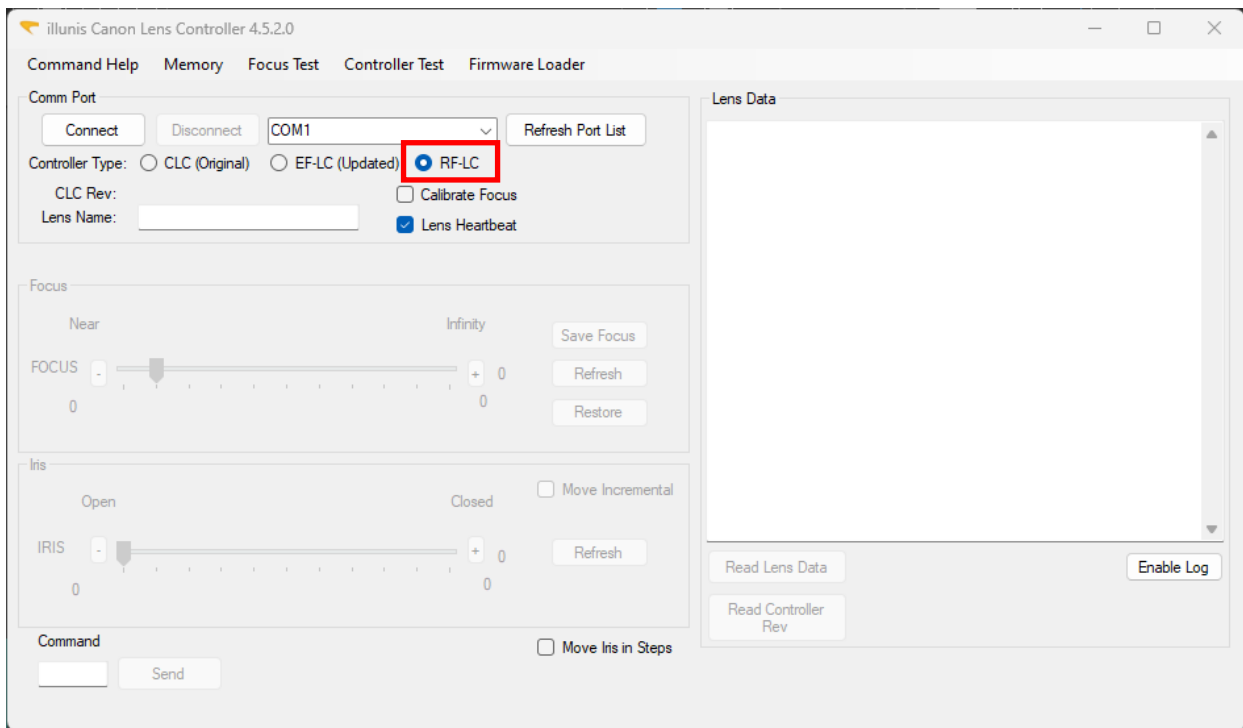 illunis Canon Lens Controller 4.5.2.0
Command Help Memory Focus Test Controller Test Firmware Loader
Comm Port
Connect Disconnect COM1 Refresh Port List
Controller Type: CLC (Original) EF-LC (Updated) RF-LC
CLC Rev: Calibrate Focus
Lens Name: Lens Heartbeat
Focus
Near Infinity
Save Focus
FOCUS - + 0 Refresh
0 0
Restore
Iris
Open Closed Move Incremental
IRIS - + 0 Refresh
0 0
Command Move Iris in Steps
Send
Lens Data
Read Lens Data Enable Log
Read Controller
Rev